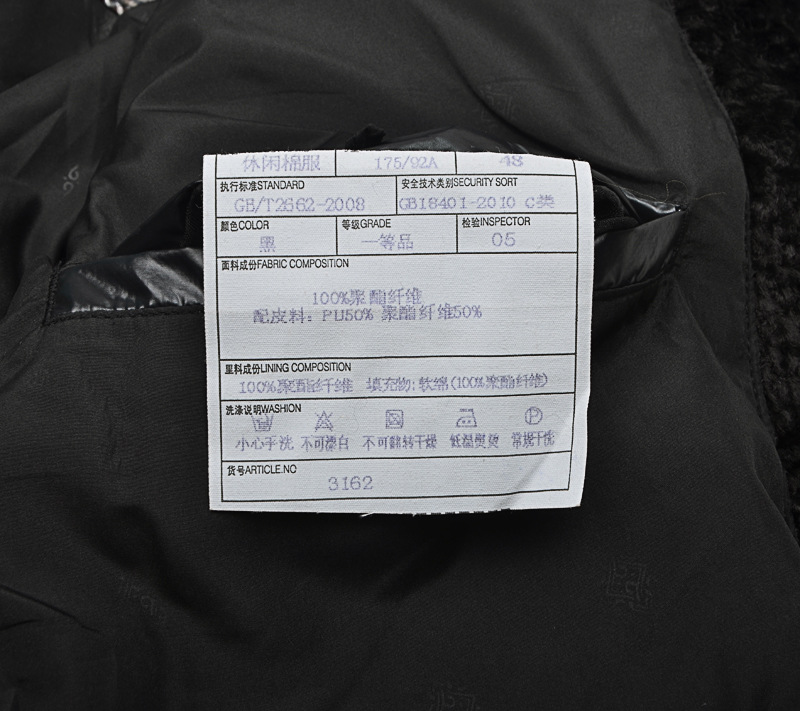 休闲棉服 175/92A 48
执行标准STANDARD 安全技术类别SECURITY SORT
GB/T2662-2008 GB18401-2010 C类
颜色COLOR 等级GRADE 检验INSPECTOR
黑 一等品 05
面料成份FABRIC COMPOSITION
100%聚酯纤维
配皮料：PU50% 聚酯纤维50%
里料成份LINING COMPOSITION
100%聚酯纤维 填充物:软绵(100%聚酯纤维)
洗涤说明WASHION
小心手洗 不可漂白 不可翻转干燥 低温熨烫 常规干洗
货号ARTICLE.NO
3162